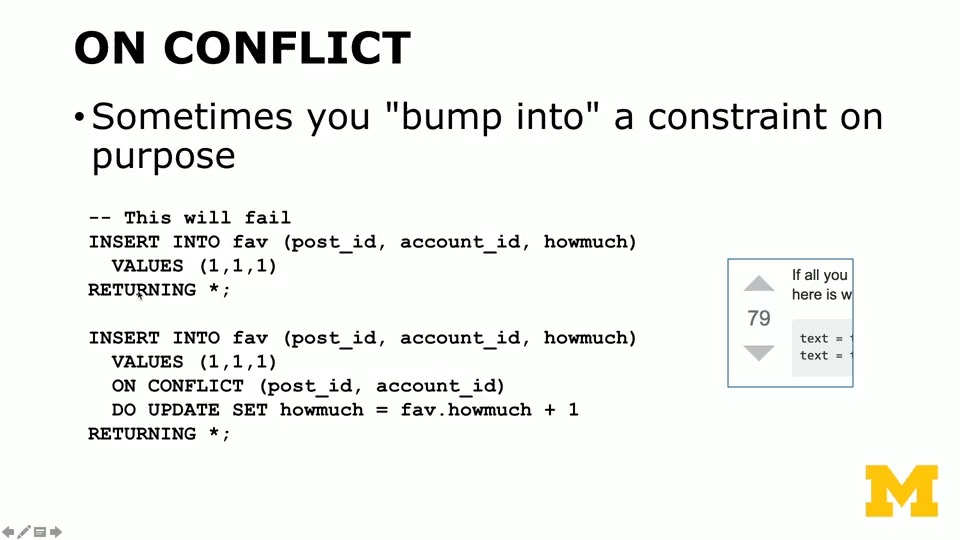 ON CONFLICT
• Sometimes you "bump into" a constraint on
purpose
-- This will fail
INSERT INTO fav (post_id, account_id, howmuch)
VALUES (1,1,1)
RETURNING *;
INSERT INTO fav (post_id, account_id, howmuch)
VALUES (1,1,1)
ON CONFLICT (post_id, account_id)
DO UPDATE SET howmuch = fav.howmuch + 1
RETURNING *;
If all you
here is w
79
text =
text =
M